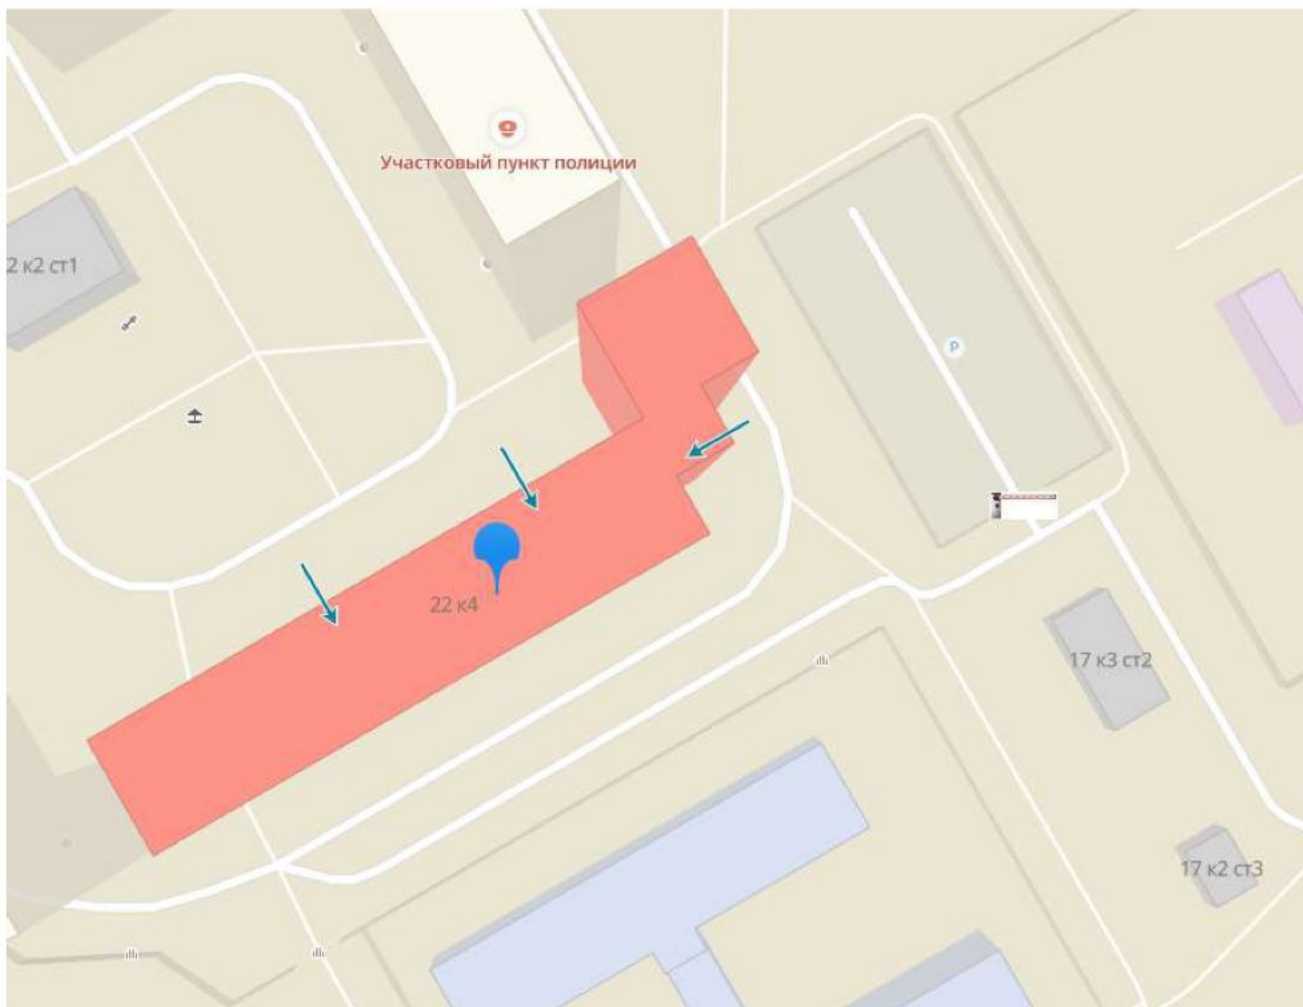 Участковый пункт полиции
2 к2 ст1
P
22 к4
17 к3 ст2
17 к2 ст3